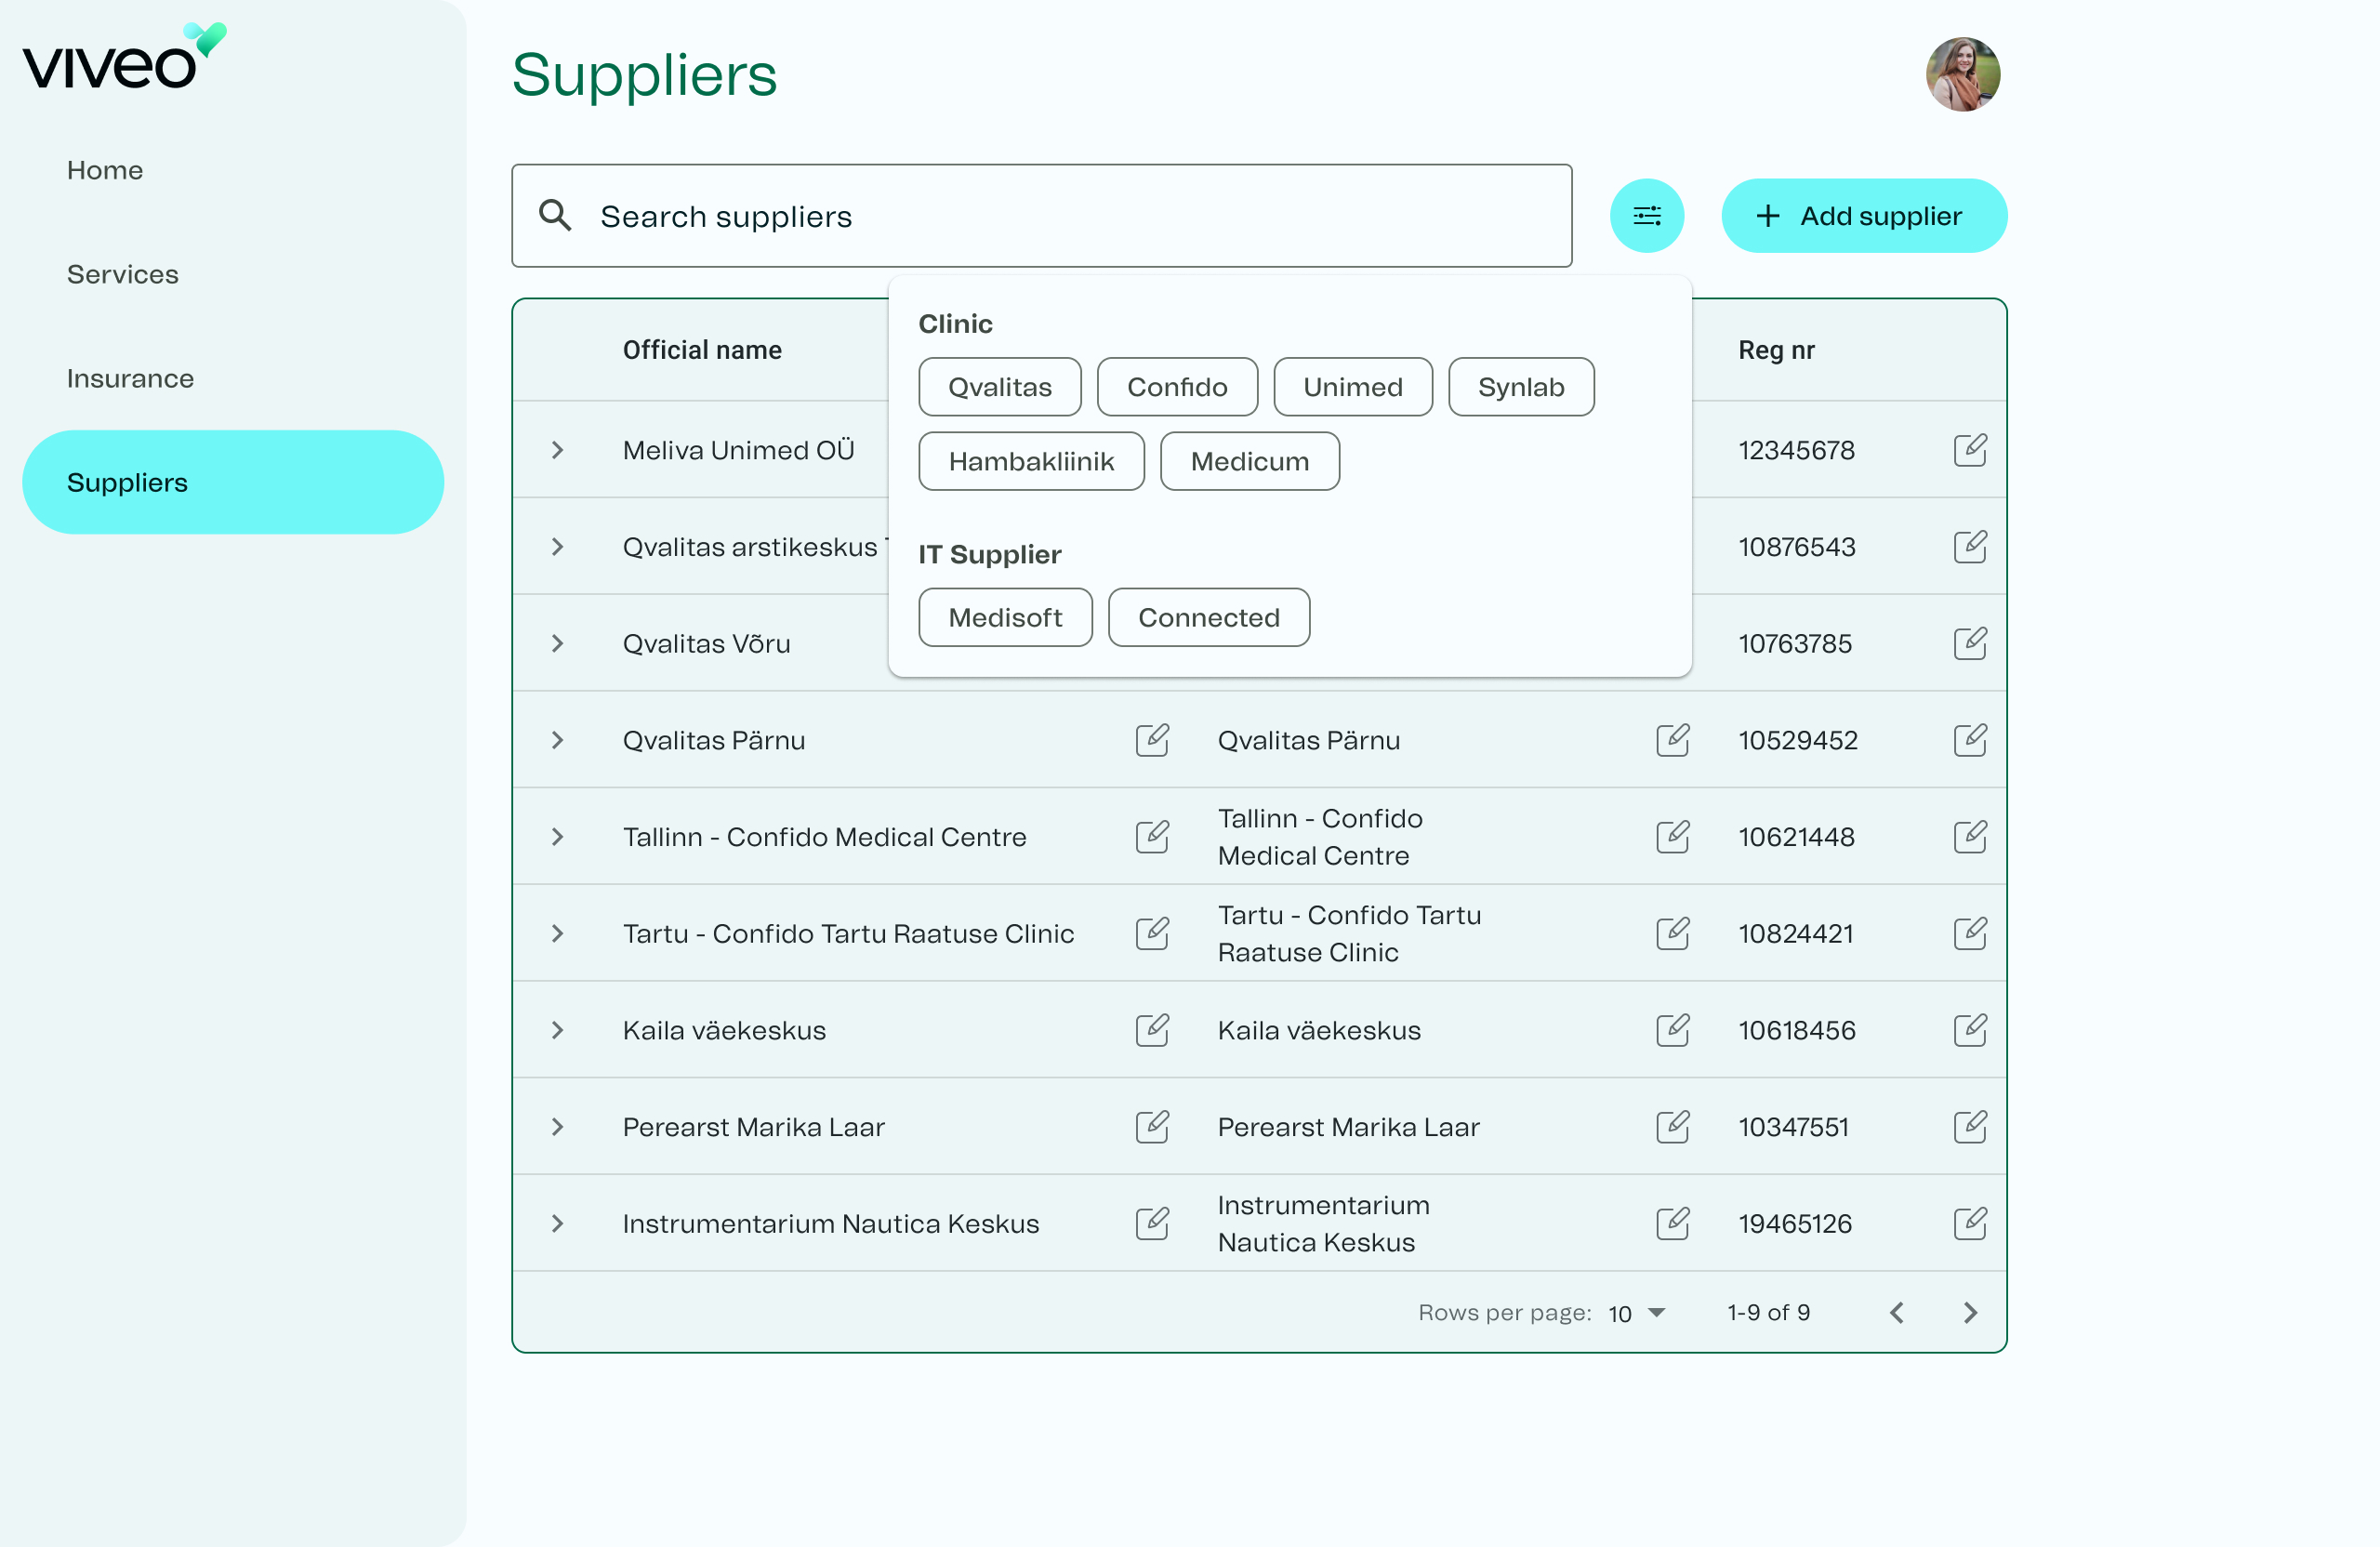 viveo
Home
Services
Insurance
Suppliers
Suppliers
Search suppliers
Add supplier
Clinic
Qvalitas Confido Unimed Synlab
Hambakliinik Medicum
IT Supplier
Medisoft Connected
Official name Reg nr
Meliva Unimed OÜ 12345678
Qvalitas arstikeskus 10876543
Qvalitas Võru 10763785
Qvalitas Pärnu Qvalitas Pärnu 10529452
Tallinn - Confido Medical Centre Tallinn - Confido
Medical Centre 10621448
Tartu - Confido Tartu Raatuse Clinic Tartu - Confido Tartu
Raatuse Clinic 10824421
Kaila väekeskus Kaila väekeskus 10618456
Perearst Marika Laar Perearst Marika Laar 10347551
Instrumentarium Nautica Keskus Instrumentarium
Nautica Keskus 19465126
Rows per page: 10 1-9 of 9